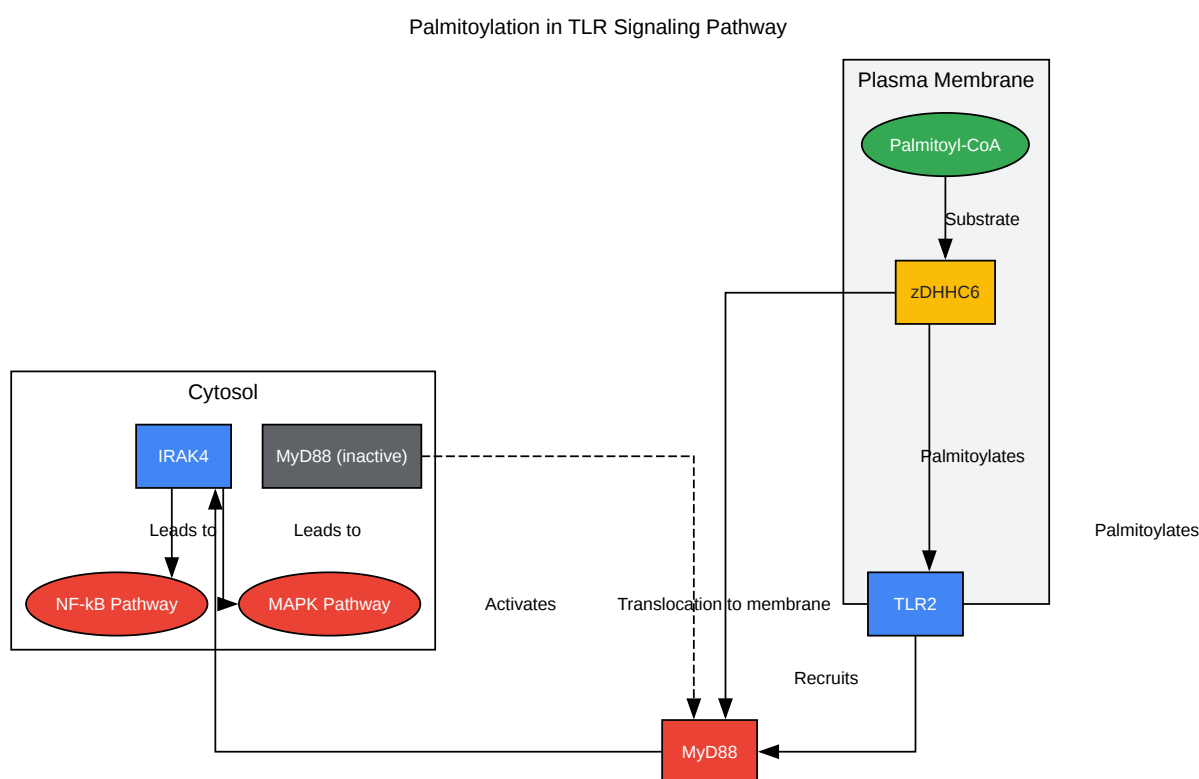 Palmitoylation in TLR Signaling Pathway
Plasma Membrane
Palmitoyl-CoA
Substrate
zDHHC6
Cytosol
IRAK4
MyD88 (inactive)
Palmitoylates
Leads to
Leads to
Palmitoylates
NF-kB Pathway
MAPK Pathway
Activates
Translocation to membrane
TLR2
Recruits
MyD88